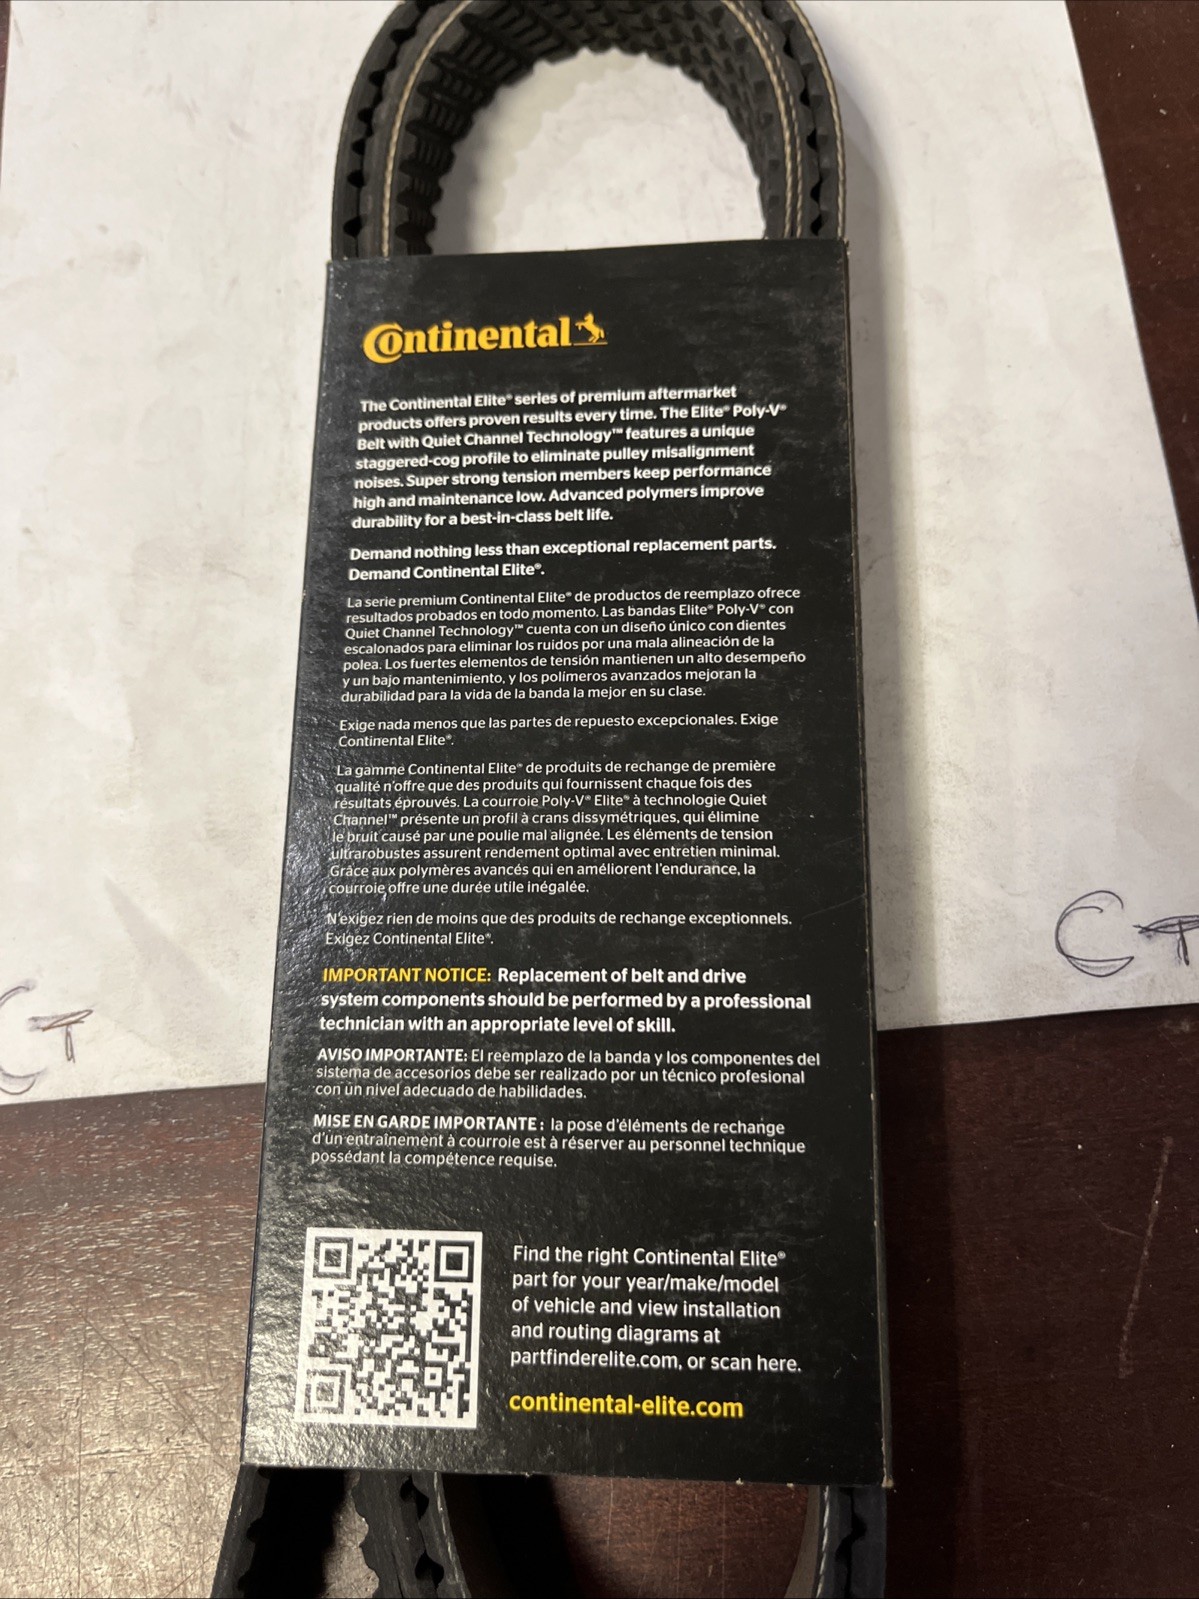 Continental
The Continental Elite® series of premium aftermarket
products offers proven results every time. The Elite® Poly-V®
Belt with Quiet Channel Technology™ features a unique
staggered-cog profile to eliminate pulley misalignment
noises. Super strong tension members keep performance
high and maintenance low. Advanced polymers improve
durability for a best-in-class belt life.
Demand nothing less than exceptional replacement parts.
Demand Continental Elite®.
La serie premium Continental Elite® de productos de reemplazo ofrece
resultados probados en todo momento. Las bandas Elite® Poly-V® con
Quiet Channel Technology™ cuenta con un diseño único con dientes
escalonados para eliminar los ruidos por una mala alineación de la
polea. Los fuertes elementos de tensión mantienen un alto desempeño
y un bajo mantenimiento, y los polímeros avanzados mejoran la
durabilidad para la vida de la banda la mejor en su clase.
Exige nada menos que las partes de repuesto excepcionales. Exige
Continental Elite®.
La gamme Continental Elite® de produits de rechange de première
qualité n'offre que des produits qui fournissent chaque fois des
résultats éprouvés. La courroie Poly-V® Elite® à technologie Quiet
Channel™ présente un profil à crans dissymétriques, qui élimine
le bruit causé par une poulie mal alignée. Les éléments de tension
ultrarobustes assurent rendement optimal avec entretien minimal.
Grâce aux polymères avancés qui en améliorent l'endurance, la
courroie offre une durée utile inégalée.
N'exigez rien de moins que des produits de rechange exceptionnels.
Exigez Continental Elite®.
IMPORTANT NOTICE: Replacement of belt and drive
system components should be performed by a professional
technician with an appropriate level of skill.
AVISO IMPORTANTE: El reemplazo de la banda y los componentes del
sistema de accesorios debe ser realizado por un técnico profesional
con un nivel adecuado de habilidades.
MISE EN GARDE IMPORTANTE : la pose d'éléments de rechange
d'un entraînement à courroie est à réserver au personnel technique
possédant la compétence requise.
Find the right Continental Elite®
part for your year/make/model
of vehicle and view installation
and routing diagrams at
partfinderelite.com, or scan here.
continental-elite.com
CT
CT